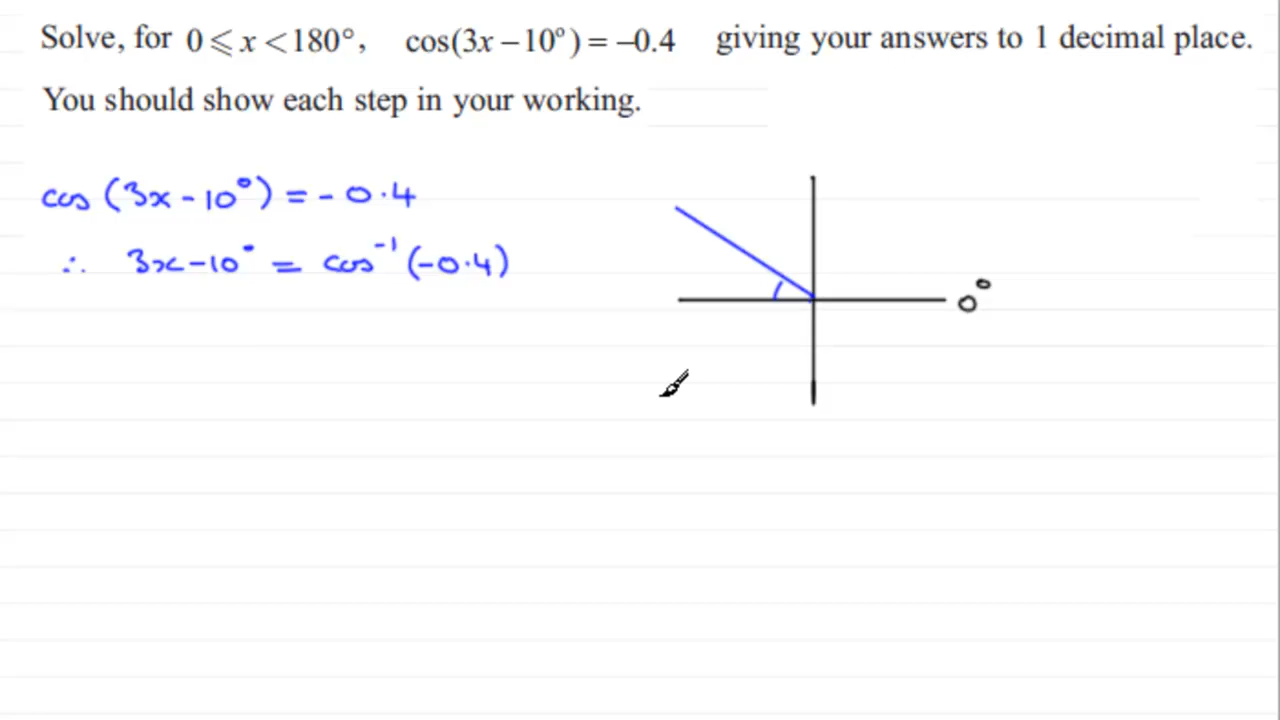 Solve, for 0 ⩽ x < 180°, cos(3x – 10°) = –0.4 giving your answers to 1 decimal place.
You should show each step in your working.
cos (3x - 10°) = - 0.4
∴ 3x - 10° = cos⁻¹ (-0.4)
0°